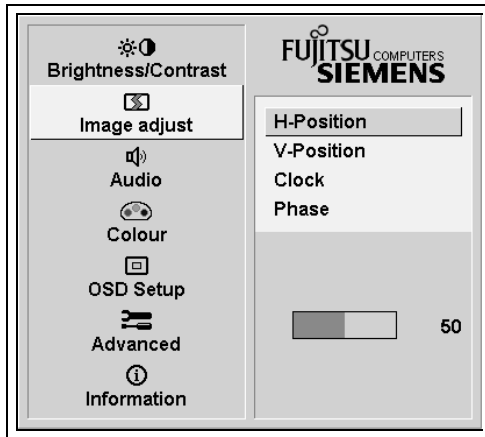 Brightness/Contrast
Image adjust
Audio
Colour
OSD Setup
Advanced
Information
FUJITSU COMPUTERS
SIEMENS
H-Position
V-Position
Clock
Phase
50